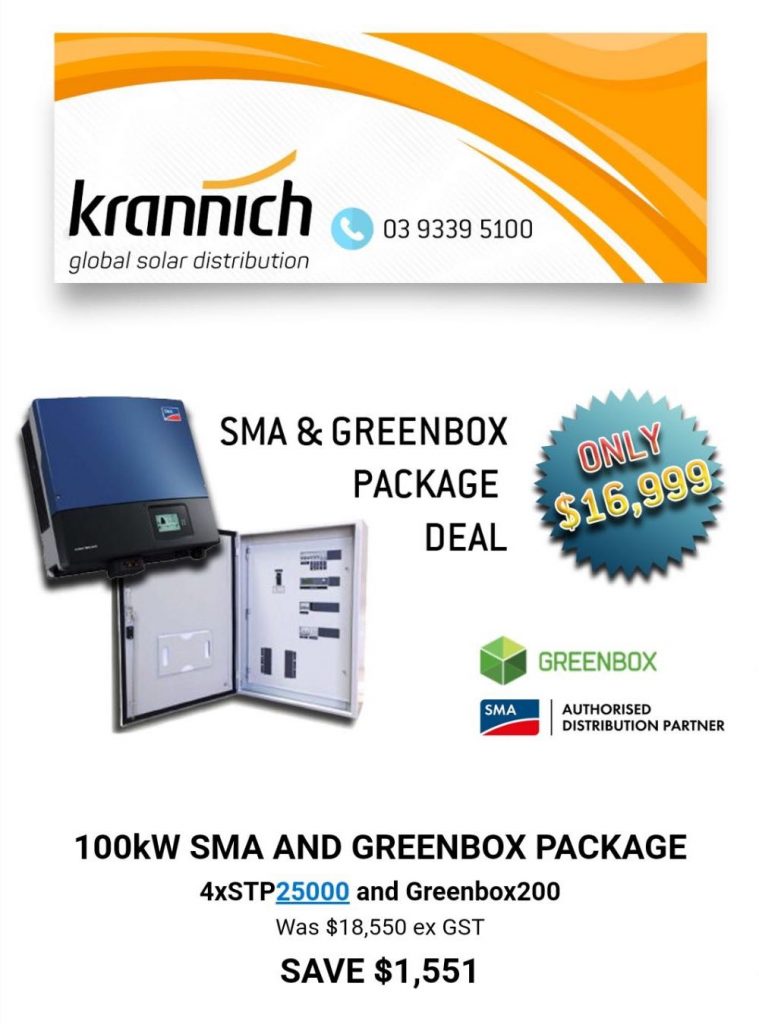 krannich
global solar distribution
03 9339 5100
SMA
SMA & GREENBOX
PACKAGE
DEAL
ONLY
$16,999
GREENBOX
SMA
AUTHORISED
DISTRIBUTION PARTNER
100kW SMA AND GREENBOX PACKAGE
4xSTP25000 and Greenbox200
Was $18,550 ex GST
SAVE $1,551